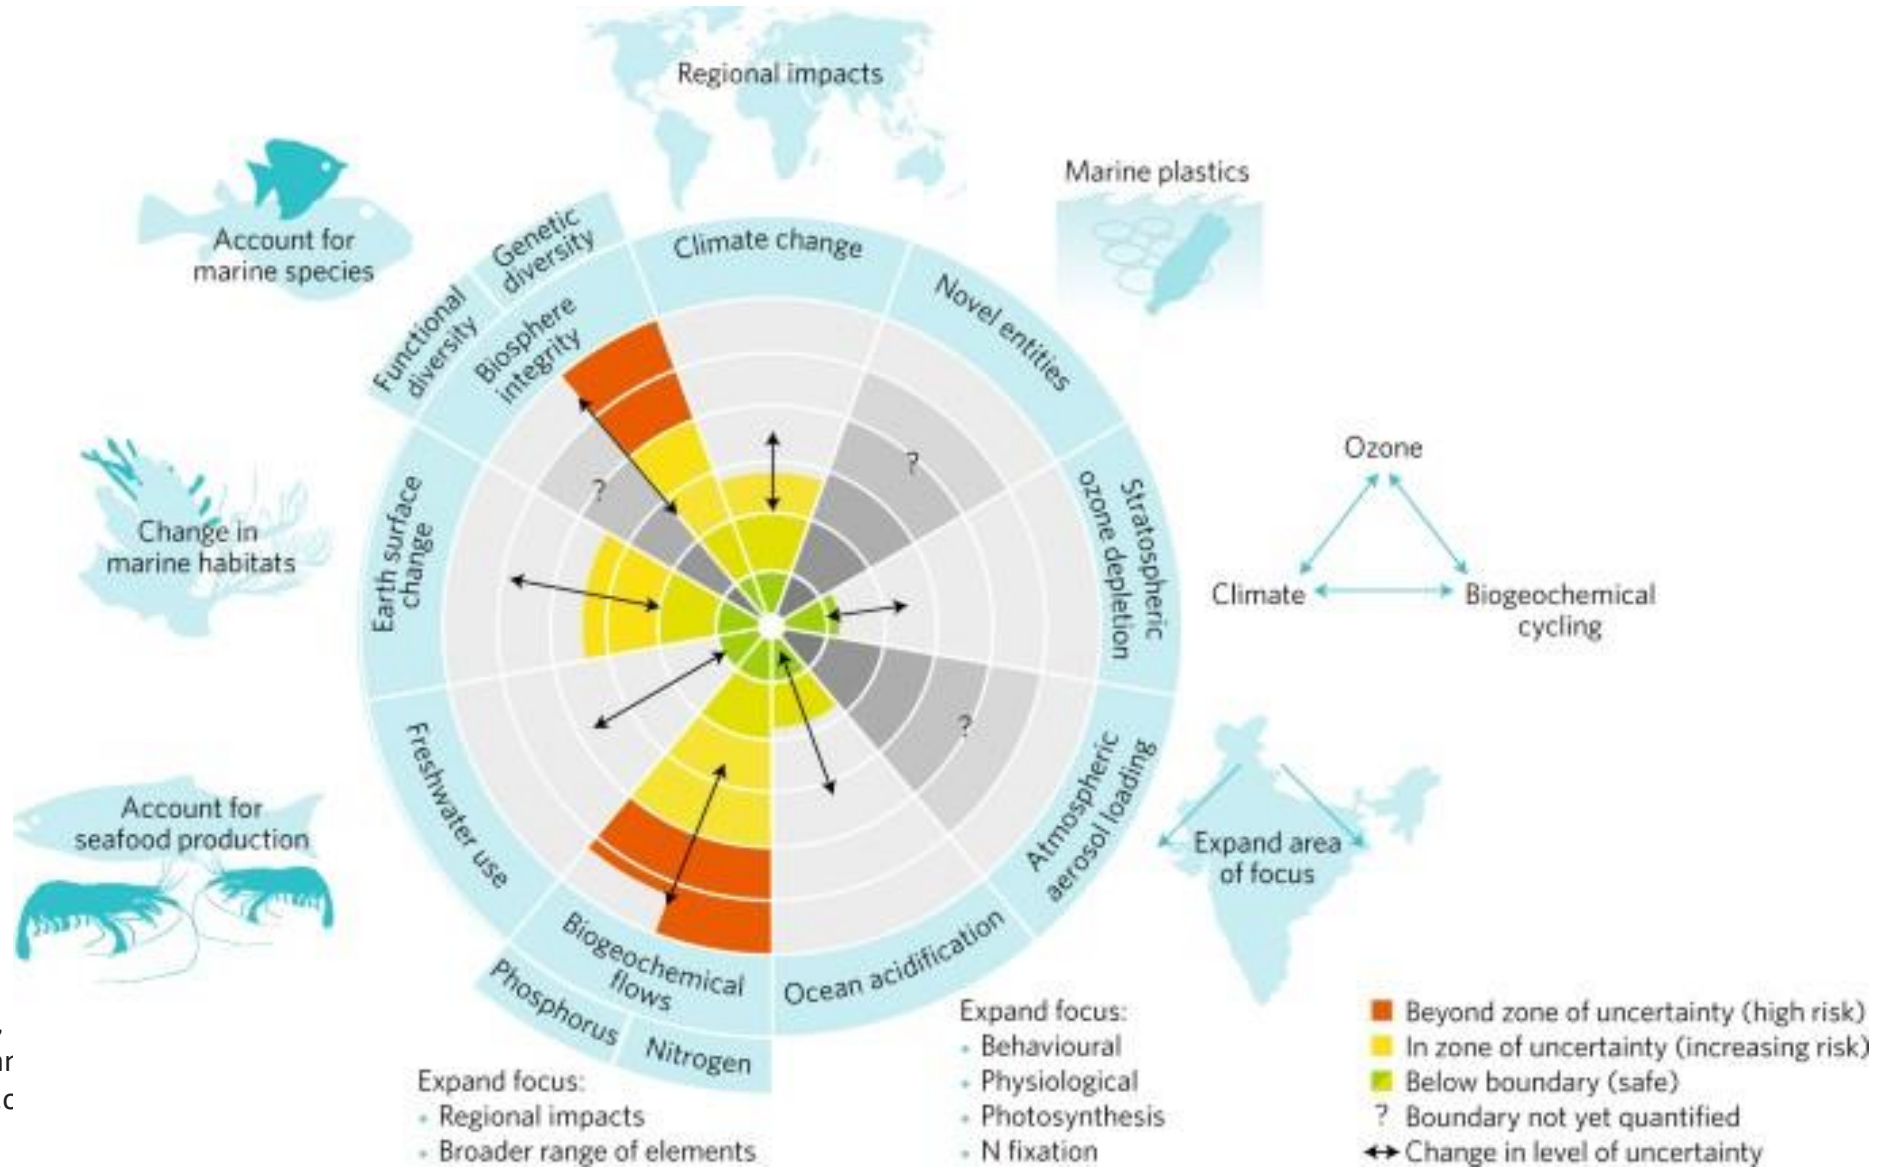 Regional impacts
Marine plastics
Account for
marine species
Genetic
diversity
Functional
diversity
Biosphere
integrity
Climate change
Novel entities
Stratospheric
ozone depletion
Atmospheric
aerosol loading
Ocean acidification
Biogeochemical
flows
Phosphorus
Nitrogen
Freshwater use
Earth surface
change
?
?
?
Change in
marine habitats
Account for
seafood production
Ozone
Climate
Biogeochemical
cycling
Expand area
of focus
Expand focus:
• Regional impacts
• Broader range of elements
Expand focus:
• Behavioural
• Physiological
• Photosynthesis
• N fixation
Beyond zone of uncertainty (high risk)
In zone of uncertainty (increasing risk)
Below boundary (safe)
? Boundary not yet quantified
Change in level of uncertainty